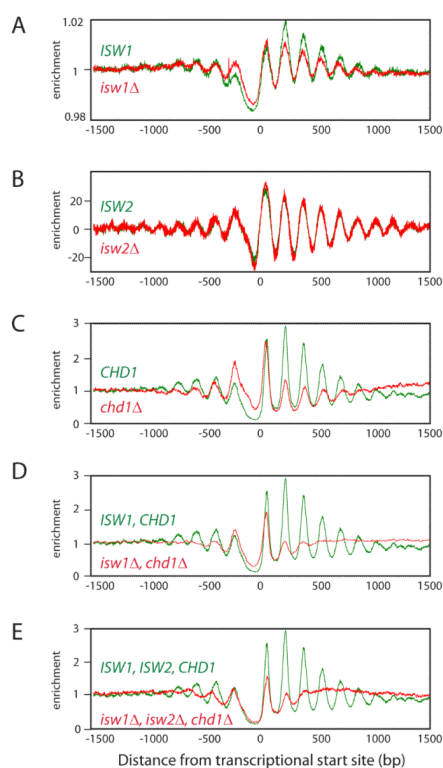 A
1.02
ISW1
enrichment
1
isw1Δ
0.98
-1500 -1000 -500 0 500 1000 1500
B
ISW2
20
enrichment
0
isw2Δ
-20
-1500 -1000 -500 0 500 1000 1500
C
3
CHD1
2
enrichment
1
chd1Δ
0
-1500 -1000 -500 0 500 1000 1500
D
3
ISW1, CHD1
2
enrichment
1
isw1Δ, chd1Δ
0
-1500 -1000 -500 0 500 1000 1500
E
3
ISW1, ISW2, CHD1
2
enrichment
1
isw1Δ, isw2Δ, chd1Δ
0
-1500 -1000 -500 0 500 1000 1500
Distance from transcriptional start site (bp)